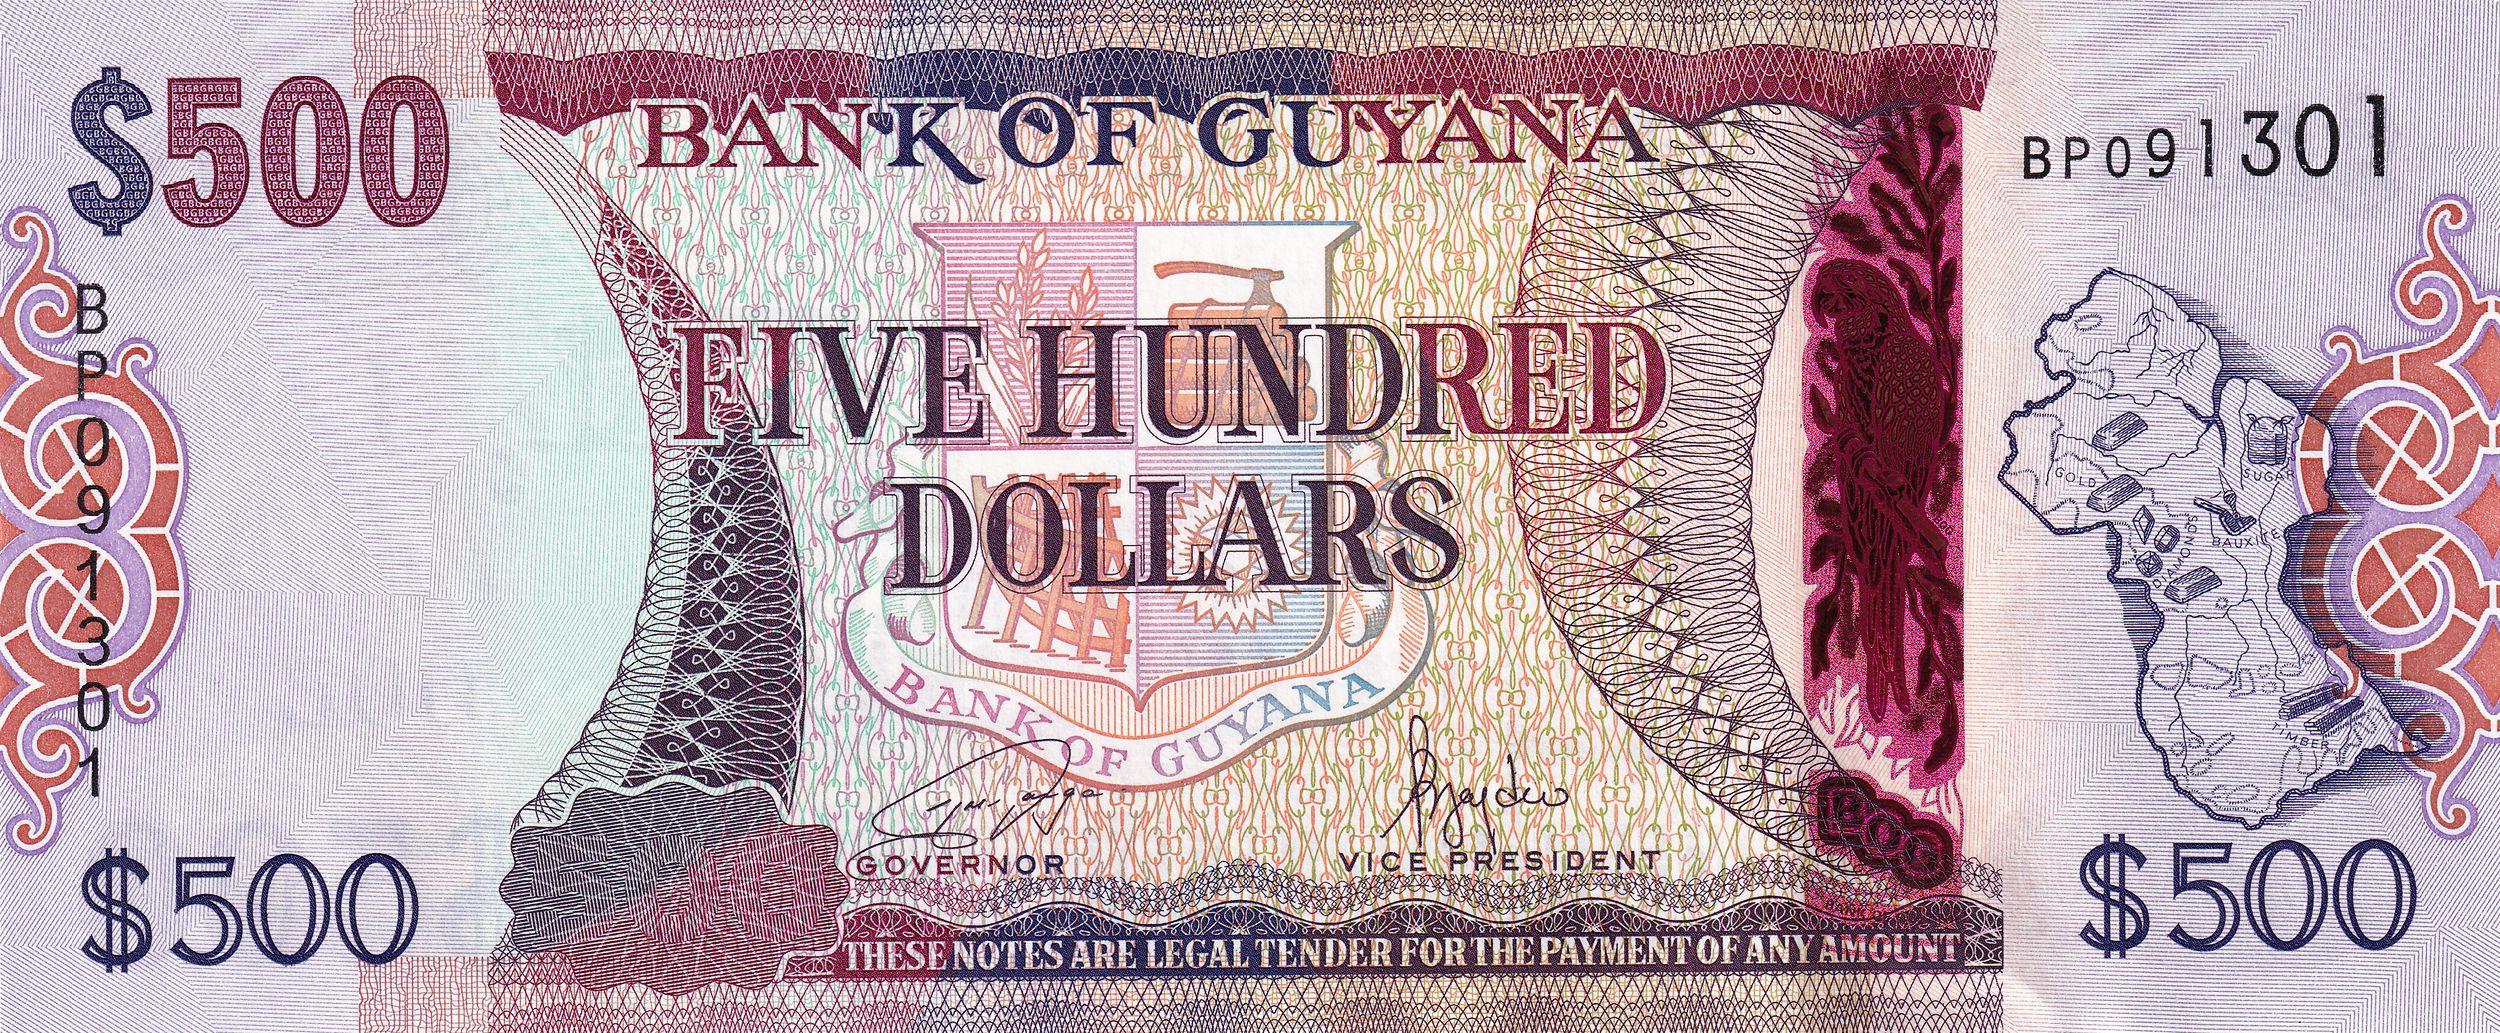 $500
BANK OF GUYANA
BP091301
BP091301
FIVE HUNDRED
DOLLARS
GOLD
SUGAR
DIAMONDS
BAUXITE
TIMBER
BANK OF GUYANA
GOVERNOR
VICE PRESIDENT
500
$500
$500
THESE NOTES ARE LEGAL TENDER FOR THE PAYMENT OF ANY AMOUNT